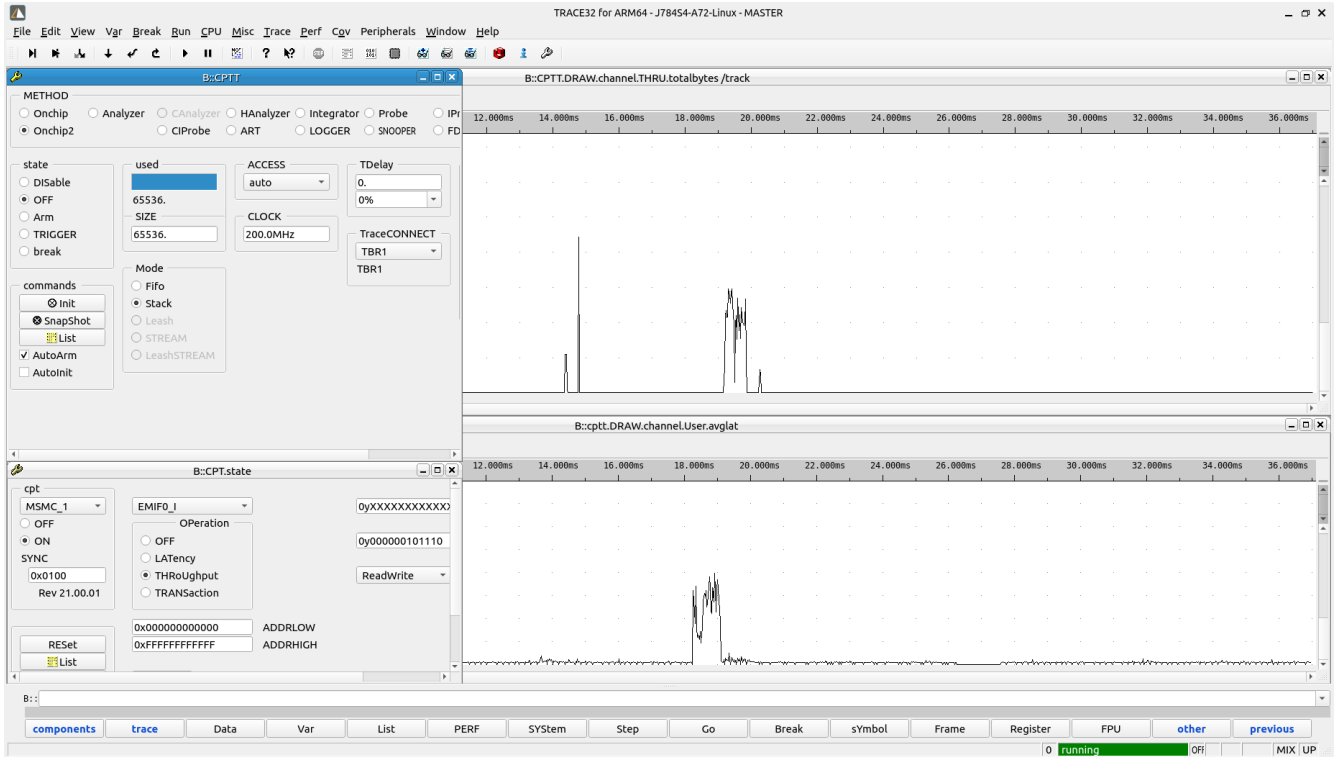 TRACE32 for ARM64 - J784S4-A72-Linux - MASTER
File Edit View Var Break Run CPU Misc Trace Perf Cov Peripherals Window Help
B::CPTT
METHOD
Onchip Analyzer CAnalyzer HAnalyzer Integrator Probe IPr
Onchip2 CIProbe ART LOGGER SNOOPER FD
state used ACCESS TDelay
DISable auto 0.
OFF 65536. 0%
Arm SIZE CLOCK
TRIGGER 65536. 200.0MHz TraceCONNECT
break TBR1
Mode TBR1
commands Fifo
Init Stack
SnapShot Leash
List STREAM
AutoArm LeashSTREAM
AutoInit
B::CPTT.DRAW.channel.THRU.totalbytes /track
12.000ms 14.000ms 16.000ms 18.000ms 20.000ms 22.000ms 24.000ms 26.000ms 28.000ms 30.000ms 32.000ms 34.000ms 36.000ms
B::cptt.DRAW.channel.User.avglat
12.000ms 14.000ms 16.000ms 18.000ms 20.000ms 22.000ms 24.000ms 26.000ms 28.000ms 30.000ms 32.000ms 34.000ms 36.000ms
B::CPT.state
cpt
MSMC_1 EMIF0_I 0yXXXXXXXXXXXX
OFF OPeration
ON OFF 0y000000101110
SYNC LATency
0x0100 THRoUghput ReadWrite
Rev 21.00.01 TRANSaction
0x000000000000 ADDRLOW
RESet 0xFFFFFFFFFFFF ADDRHIGH
List
B::
components trace Data Var List PERF SYStem Step Go Break sYmbol Frame Register FPU other previous
0 running OFF MIX UP